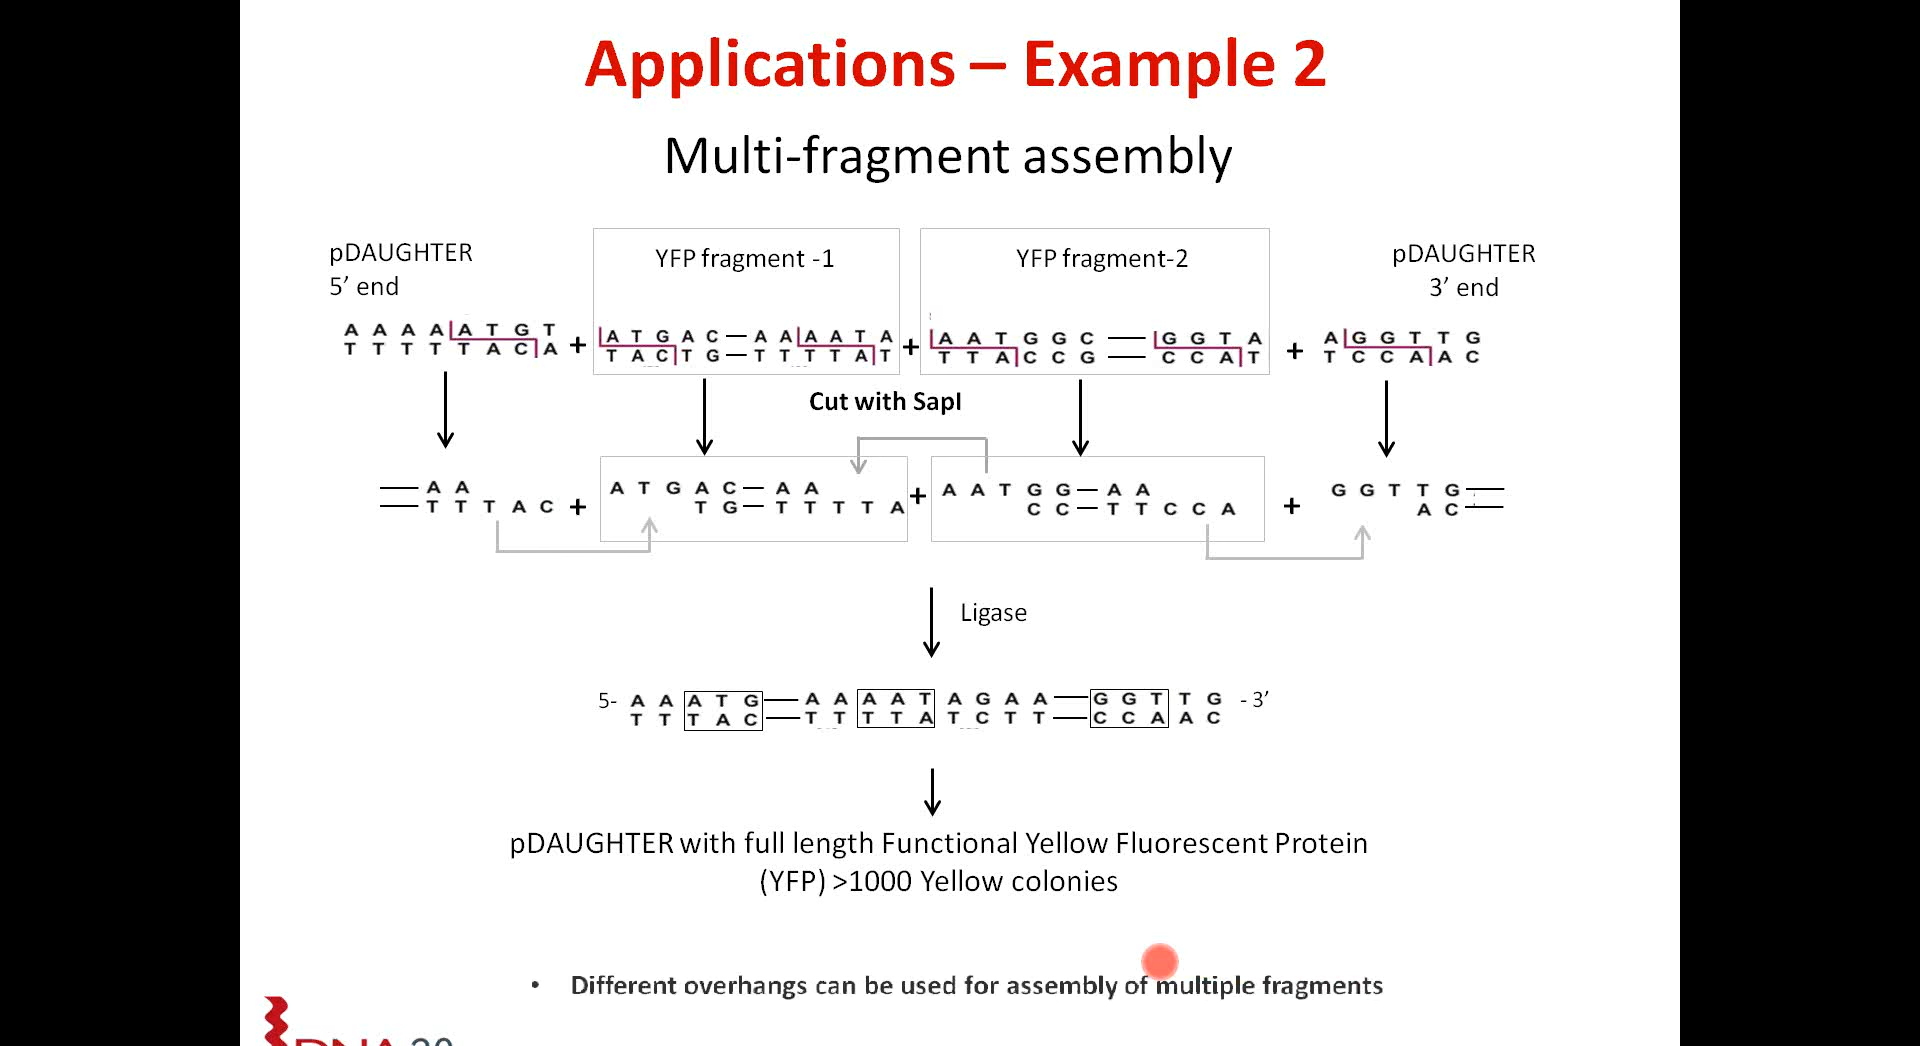 Applications – Example 2
Multi-fragment assembly
pDAUGHTER
5’ end
YFP fragment -1
YFP fragment-2
pDAUGHTER
3’ end
A A A A A T G T + A T G A C A A A A T A + A A T G G C G G T A + A G G T T G
T T T T T A C A T A C T G T T T T A T T T A C C G C C A T T C C A A C
Cut with SapI
A A A T G A C A A + A A T G G A A + G G T T G
T T T A C + T G T T T T A C C T T C C A A C
Ligase
5- A A A T G A A A A T A G A A G G T T G - 3’
T T T A C T T T T A T C T T C C A A C
pDAUGHTER with full length Functional Yellow Fluorescent Protein
(YFP) >1000 Yellow colonies
• Different overhangs can be used for assembly of multiple fragments